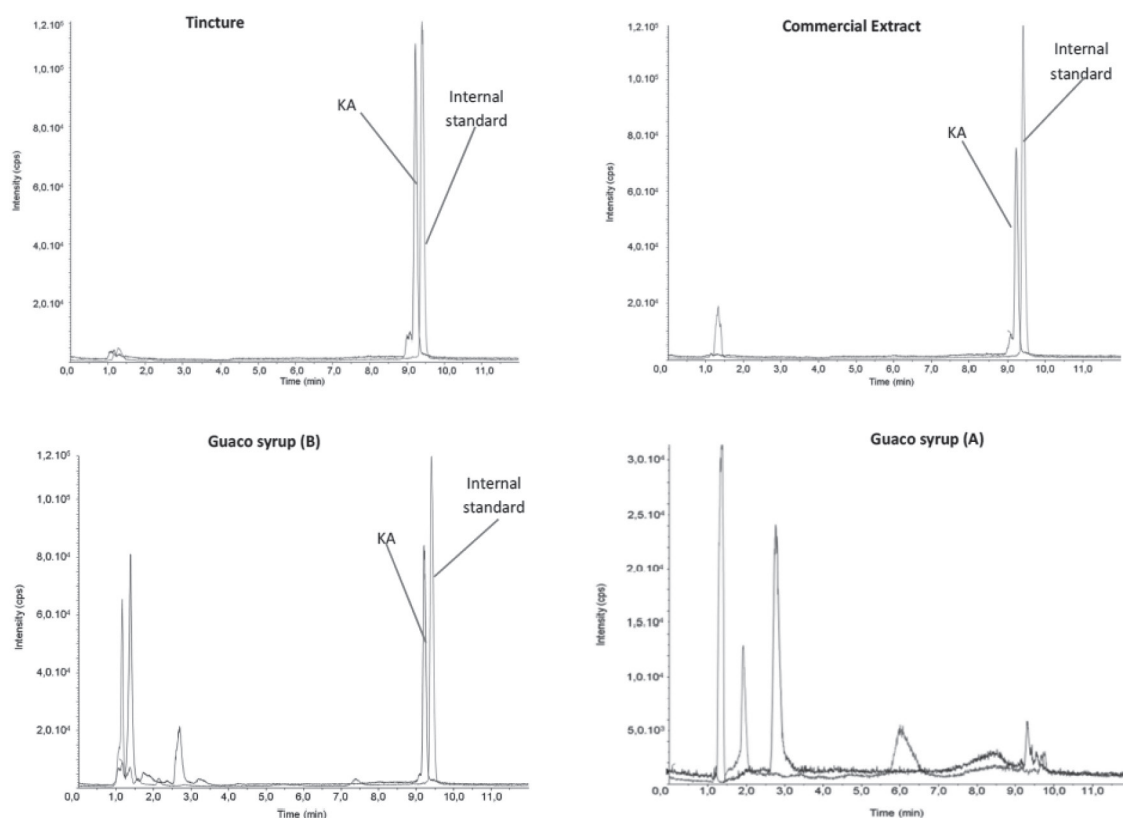 Tincture
1,2.10⁶
1,0.10⁵
8,0.10⁴
6,0.10⁴
4,0.10⁴
2,0.10⁴
Intensity (cps)
KA
Internal
standard
0,0 1,0 2,0 3,0 4,0 5,0 6,0 7,0 8,0 9,0 10,0 11,0
Time (min)
Commercial Extract
1,2.10⁵
1,0.10⁵
8,0.10⁴
6,0.10⁴
4,0.10⁴
2,0.10⁴
Intensity (cps)
Internal
standard
KA
0,0 1,0 2,0 3,0 4,0 5,0 6,0 7,0 8,0 9,0 10,0 11,0
Time (min)
Guaco syrup (B)
1,2.10⁵
1,0.10⁵
8,0.10⁴
6,0.10⁴
4,0.10⁴
2,0.10⁴
Intensity (cps)
Internal
standard
KA
0,0 1,0 2,0 3,0 4,0 5,0 6,0 7,0 8,0 9,0 10,0 11,0
Time (min)
Guaco syrup (A)
3,0.10⁴
2,5.10⁴
2,0.10⁴
1,5.10⁴
1,0.10⁴
5,0.10³
Intensity (cps)
0,0 1,0 2,0 3,0 4,0 5,0 6,0 7,0 8,0 9,0 10,0 11,0
Time (min)